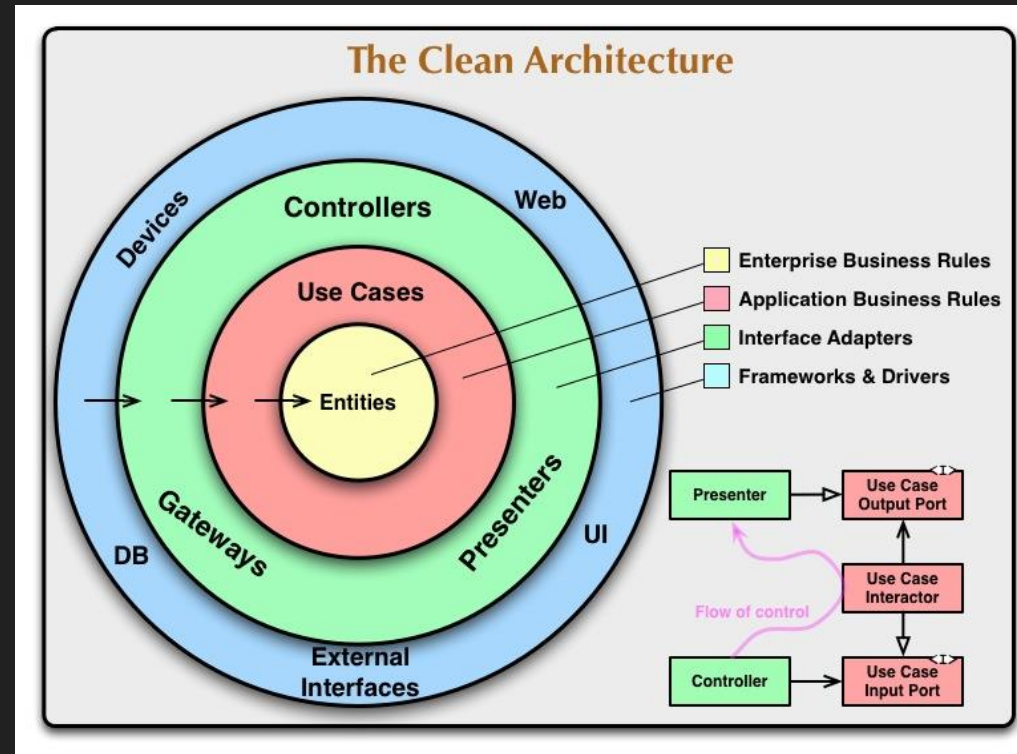 The Clean Architecture
Devices
Controllers
Web
Use Cases
Entities
Gateways
Presenters
DB
UI
External
Interfaces
Enterprise Business Rules
Application Business Rules
Interface Adapters
Frameworks & Drivers
Presenter
<I>
Use Case
Output Port
Use Case
Interactor
Flow of control
Controller
<I>
Use Case
Input Port